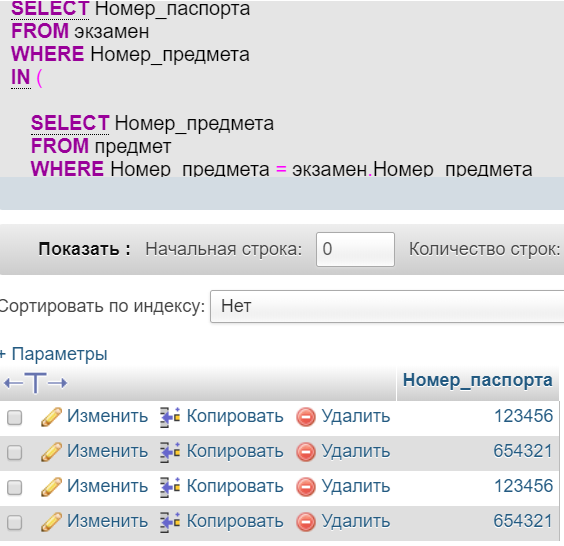 SELECT Номер_паспорта
FROM экзамен
WHERE Номер_предмета
IN (
SELECT Номер_предмета
FROM предмет
WHERE Номер_предмета = экзамен.Номер_предмета
Показать : Начальная строка: 0 Количество строк:
Сортировать по индексу: Нет
+ Параметры
←T→ Номер_паспорта
Изменить Копировать Удалить 123456
Изменить Копировать Удалить 654321
Изменить Копировать Удалить 123456
Изменить Копировать Удалить 654321